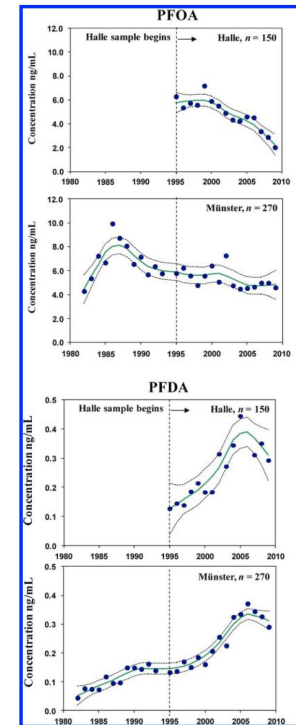 PFOA
Halle sample begins → Halle, n = 150
Concentration ng/mL
12.0
10.0
8.0
6.0
4.0
2.0
0.0
1980 1985 1990 1995 2000 2005 2010
Münster, n = 270
Concentration ng/mL
12.0
10.0
8.0
6.0
4.0
2.0
0.0
1980 1985 1990 1995 2000 2005 2010
PFDA
Halle sample begins → Halle, n = 150
Concentration ng/mL
0.5
0.4
0.3
0.2
0.1
0.0
1980 1985 1990 1995 2000 2005 2010
Münster, n = 270
Concentration ng/mL
0.5
0.4
0.3
0.2
0.1
0.0
1980 1985 1990 1995 2000 2005 2010